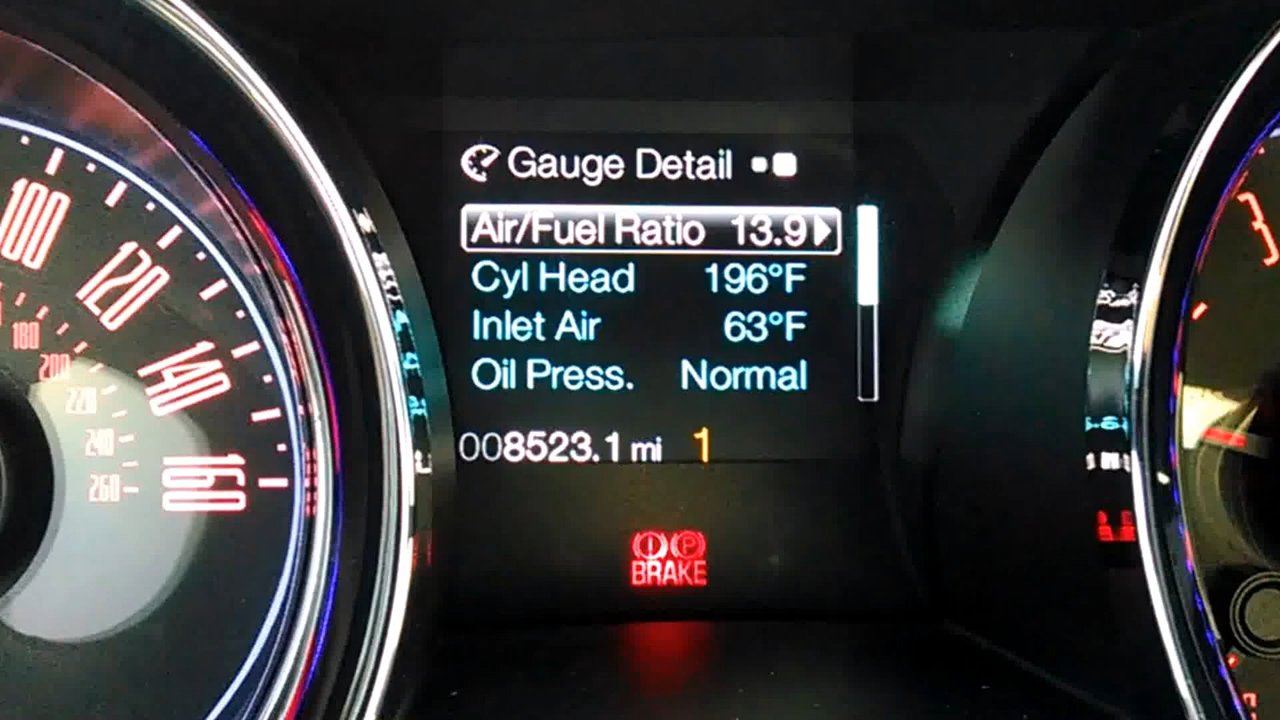 Gauge Detail
Air/Fuel Ratio 13.9
Cyl Head 196°F
Inlet Air 63°F
Oil Press. Normal
008523.1 mi 1
P
BRAKE
100
120
140
160
180
200
220
240
260
3